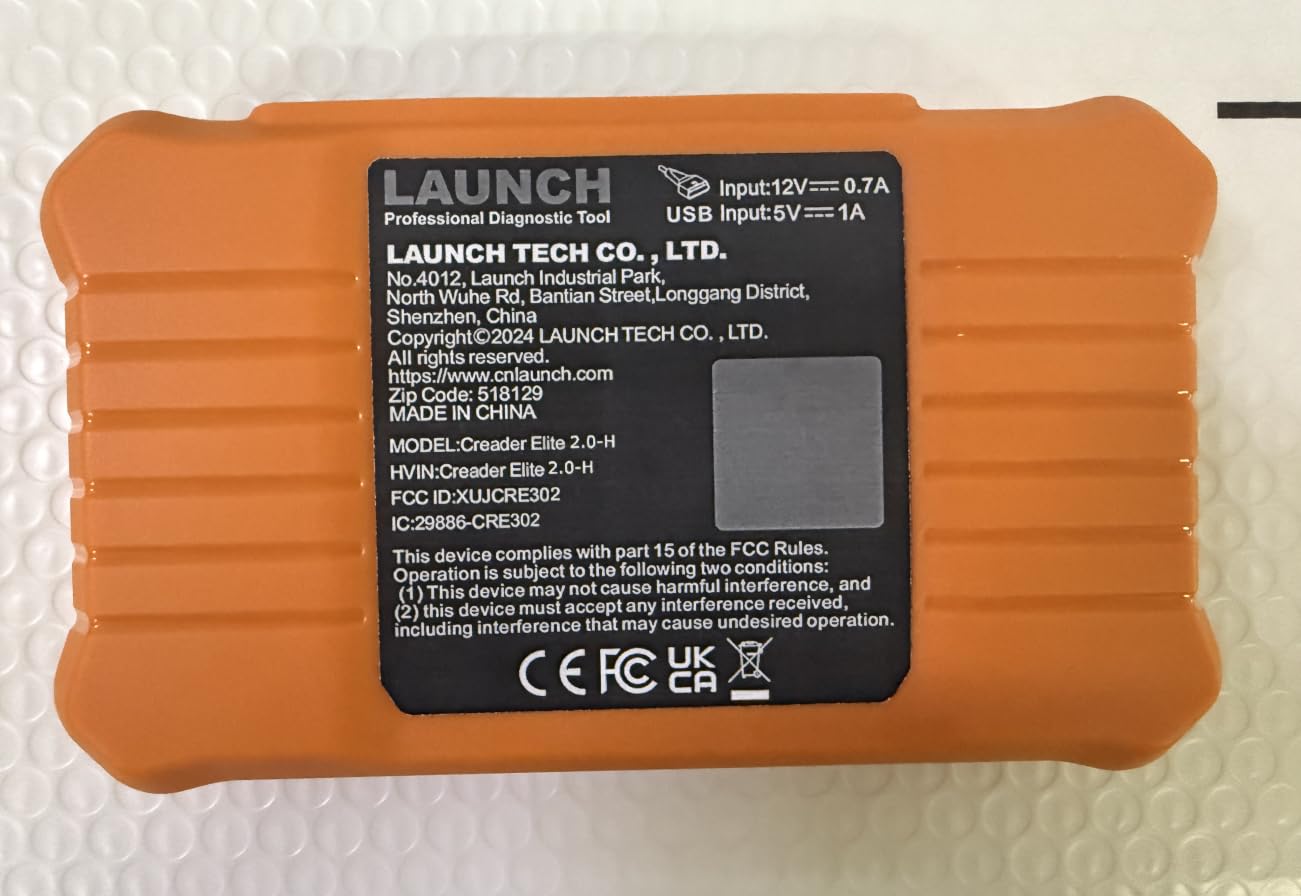 LAUNCH
Professional Diagnostic Tool
Input:12V⎓0.7A
USB Input:5V⎓1A
LAUNCH TECH CO. , LTD.
No.4012, Launch Industrial Park,
North Wuhe Rd, Bantian Street,Longgang District,
Shenzhen, China
Copyright©2024 LAUNCH TECH CO. , LTD.
All rights reserved.
https://www.cnlaunch.com
Zip Code: 518129
MADE IN CHINA
MODEL:Creader Elite 2.0-H
HVIN:Creader Elite 2.0-H
FCC ID:XUJCRE302
IC:29886-CRE302
This device complies with part 15 of the FCC Rules.
Operation is subject to the following two conditions:
(1) This device may not cause harmful interference, and
(2) this device must accept any interference received,
including interference that may cause undesired operation.
CE FC UK
CA